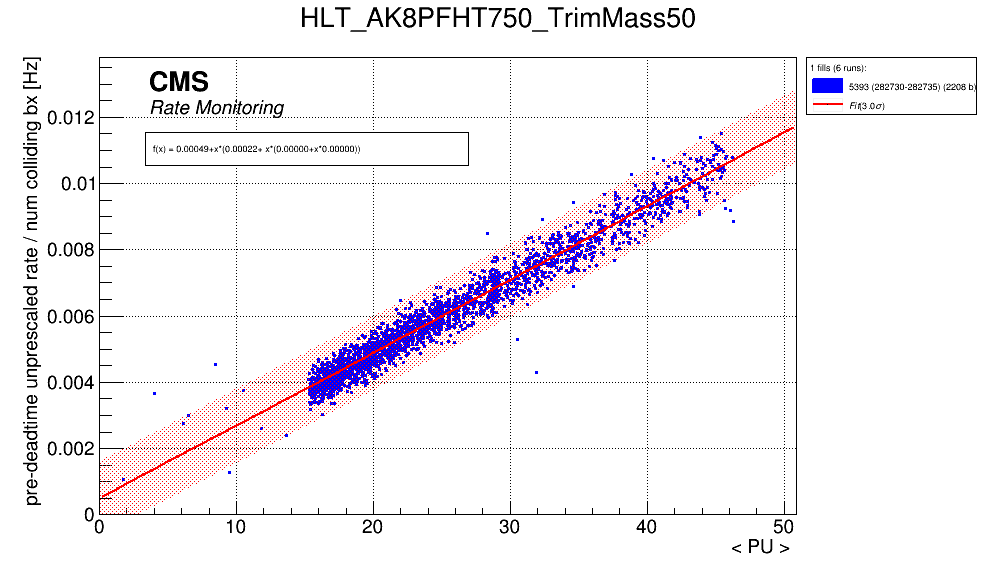 HLT_AK8PFHT750_TrimMass50
pre-deadtime unprescaled rate / num colliding bx [Hz]
CMS
Rate Monitoring
f(x) = 0.00049+x*(0.00022+ x*(0.00000+x*0.00000))
1 fills (6 runs):
5393 (282730-282735) (2208 b)
Fit(3.0σ)
0.012
0.01
0.008
0.006
0.004
0.002
0
0 10 20 30 40 50
< PU >